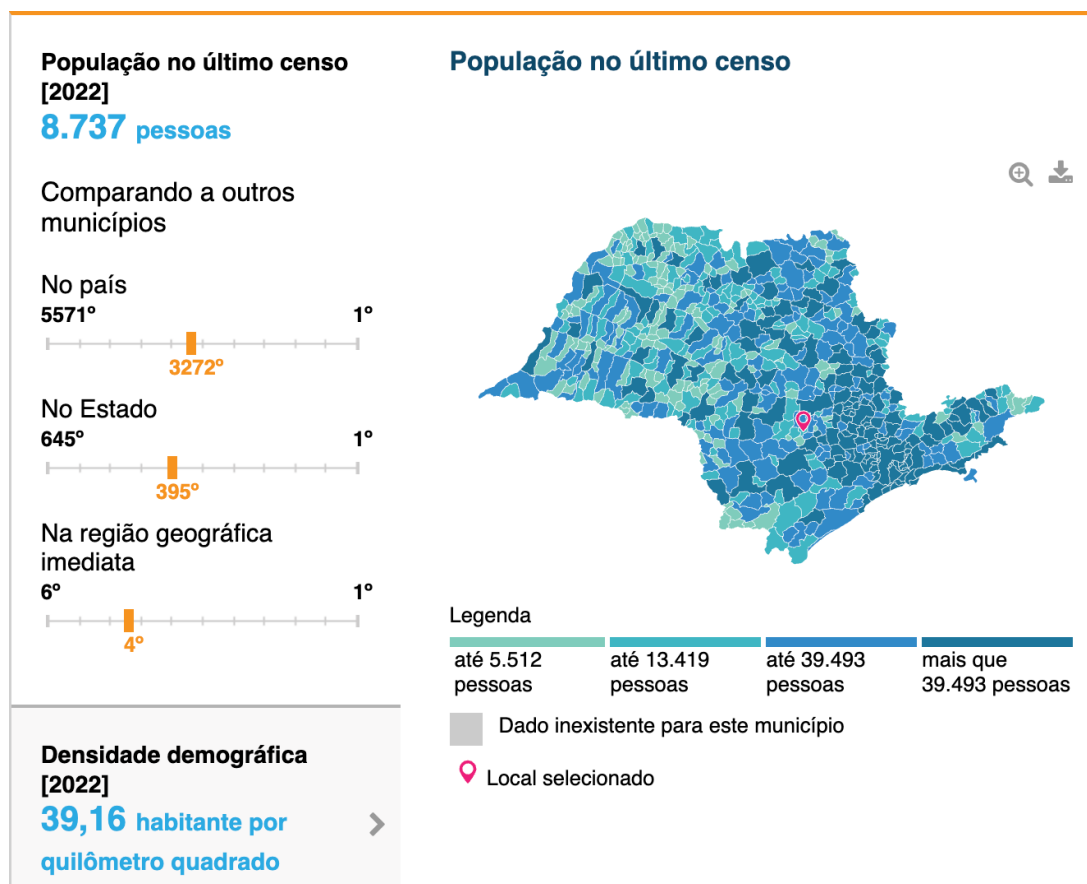 População no último censo
[2022]
8.737 pessoas
Comparando a outros
municípios
No país
5571º 1º
3272º
No Estado
645º 1º
395º
Na região geográfica
imediata
6º 1º
4º
Densidade demográfica
[2022]
39,16 habitante por
quilômetro quadrado
População no último censo
Legenda
até 5.512
pessoas
até 13.419
pessoas
até 39.493
pessoas
mais que
39.493 pessoas
Dado inexistente para este município
Local selecionado